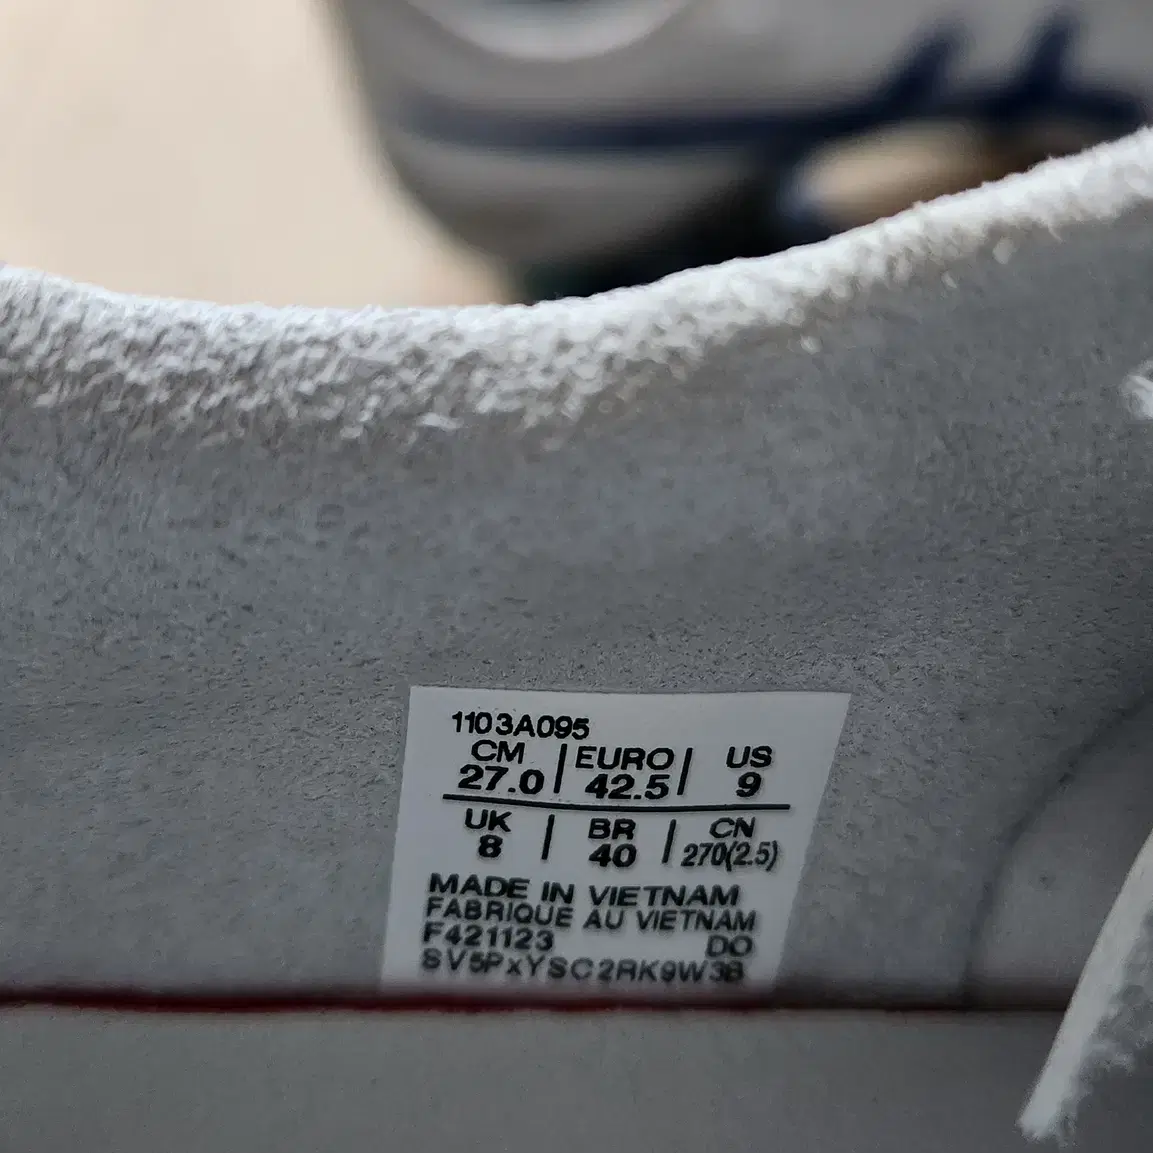 1103A095
CM | EURO | US
27.0 | 42.5 | 9
UK | BR | CN
8 | 40 | 270(2.5)
MADE IN VIETNAM
FABRIQUE AU VIETNAM
F421123 DO
SV5PxYSC2RK9W3B